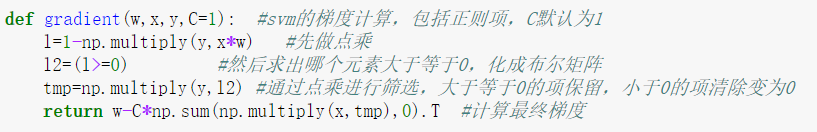 def gradient(w,x,y,C=1):  #svm的梯度计算，包括正则项，C默认为1
    l=1-np.multiply(y,x*w)    #先做点乘
    l2=(l>=0)         #然后求出哪个元素大于等于0，化成布尔矩阵
    tmp=np.multiply(y,l2) #通过点乘进行筛选，大于等于0的项保留，小于0的项清除变为0
    return w-C*np.sum(np.multiply(x,tmp),0).T  #计算最终梯度